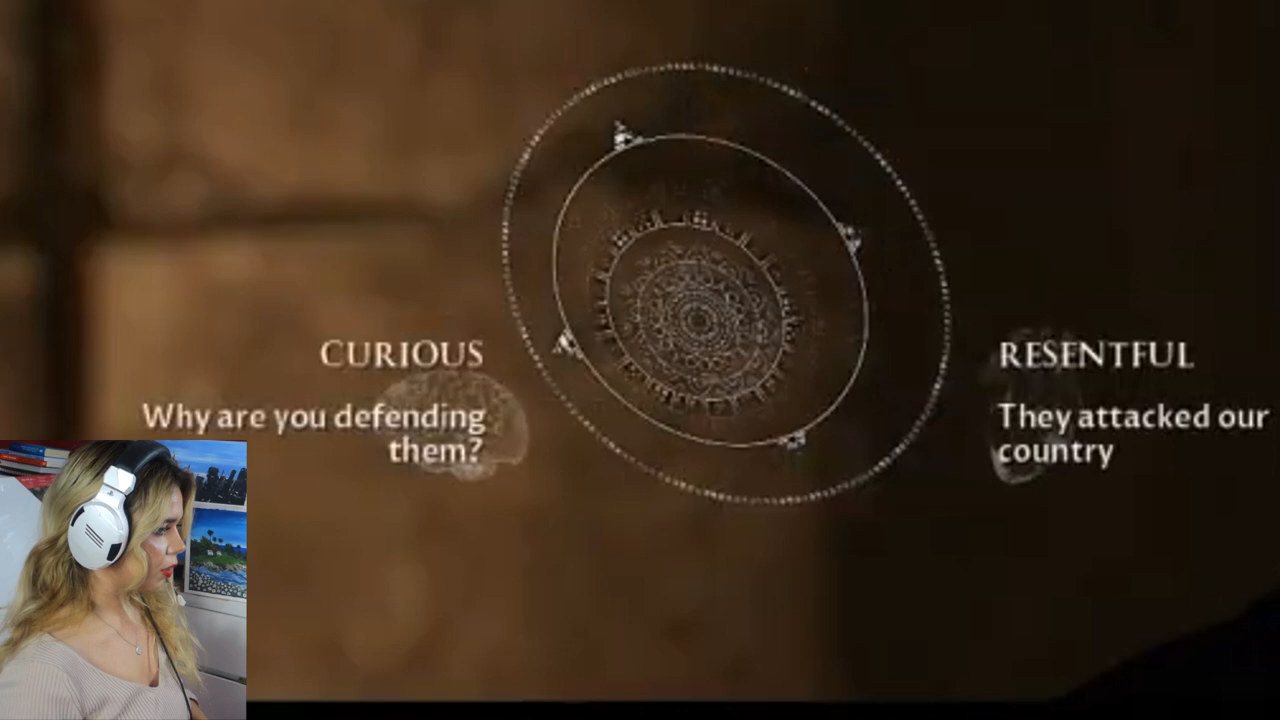 CURIOUS
Why are you defending
them?
RESENTFUL
They attacked our
country